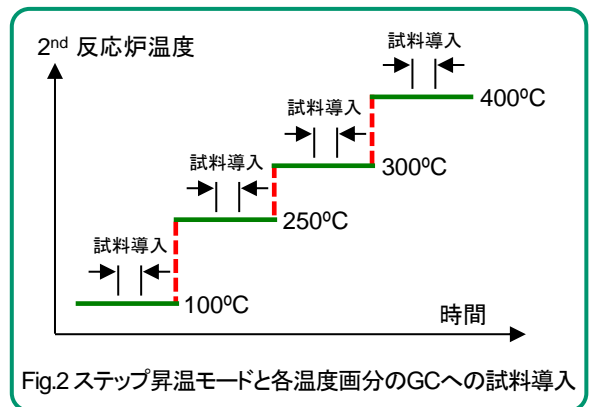 2nd 反応炉温度
試料導入
400ºC
試料導入
300ºC
試料導入
250ºC
試料導入
100ºC
時間
Fig.2 ステップ昇温モードと各温度画分のGCへの試料導入